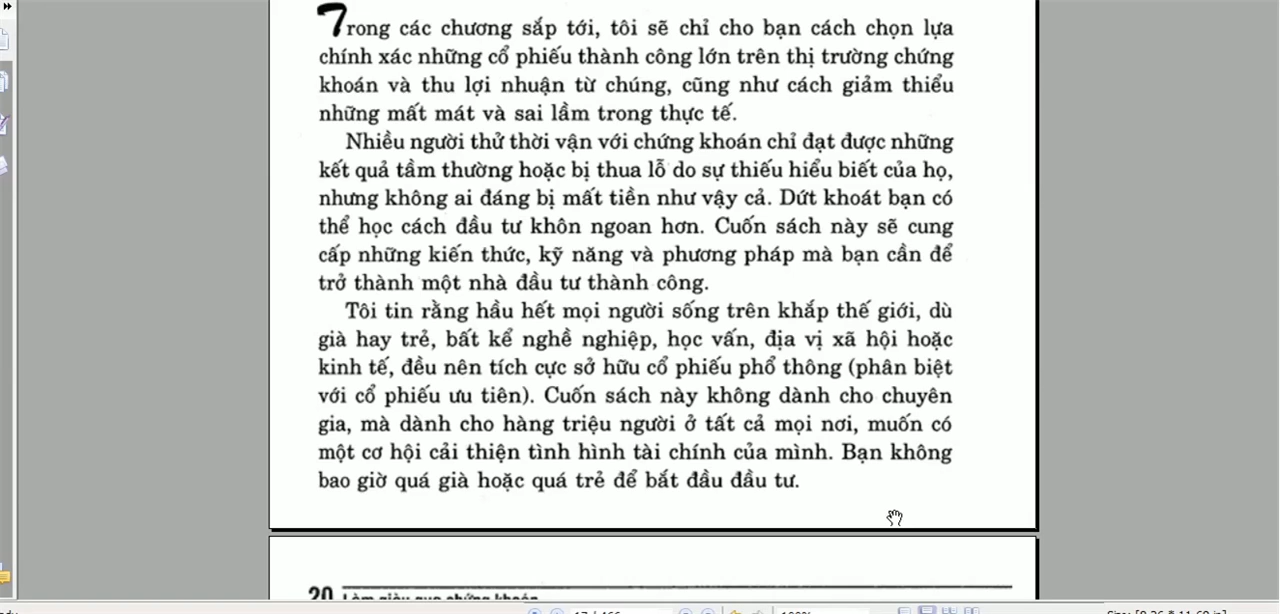 Trong các chương sắp tới, tôi sẽ chỉ cho bạn cách chọn lựa
chính xác những cổ phiếu thành công lớn trên thị trường chứng
khoán và thu lợi nhuận từ chúng, cũng như cách giảm thiểu
những mất mát và sai lầm trong thực tế.
Nhiều người thử thời vận với chứng khoán chỉ đạt được những
kết quả tầm thường hoặc bị thua lỗ do sự thiếu hiểu biết của họ,
nhưng không ai đáng bị mất tiền như vậy cả. Dứt khoát bạn có
thể học cách đầu tư khôn ngoan hơn. Cuốn sách này sẽ cung
cấp những kiến thức, kỹ năng và phương pháp mà bạn cần để
trở thành một nhà đầu tư thành công.
Tôi tin rằng hầu hết mọi người sống trên khắp thế giới, dù
già hay trẻ, bất kể nghề nghiệp, học vấn, địa vị xã hội hoặc
kinh tế, đều nên tích cực sở hữu cổ phiếu phổ thông (phân biệt
với cổ phiếu ưu tiên). Cuốn sách này không dành cho chuyên
gia, mà dành cho hàng triệu người ở tất cả mọi nơi, muốn có
một cơ hội cải thiện tình hình tài chính của mình. Bạn không
bao giờ quá già hoặc quá trẻ để bắt đầu đầu tư.
20 Làm giàu qua chứng khoán